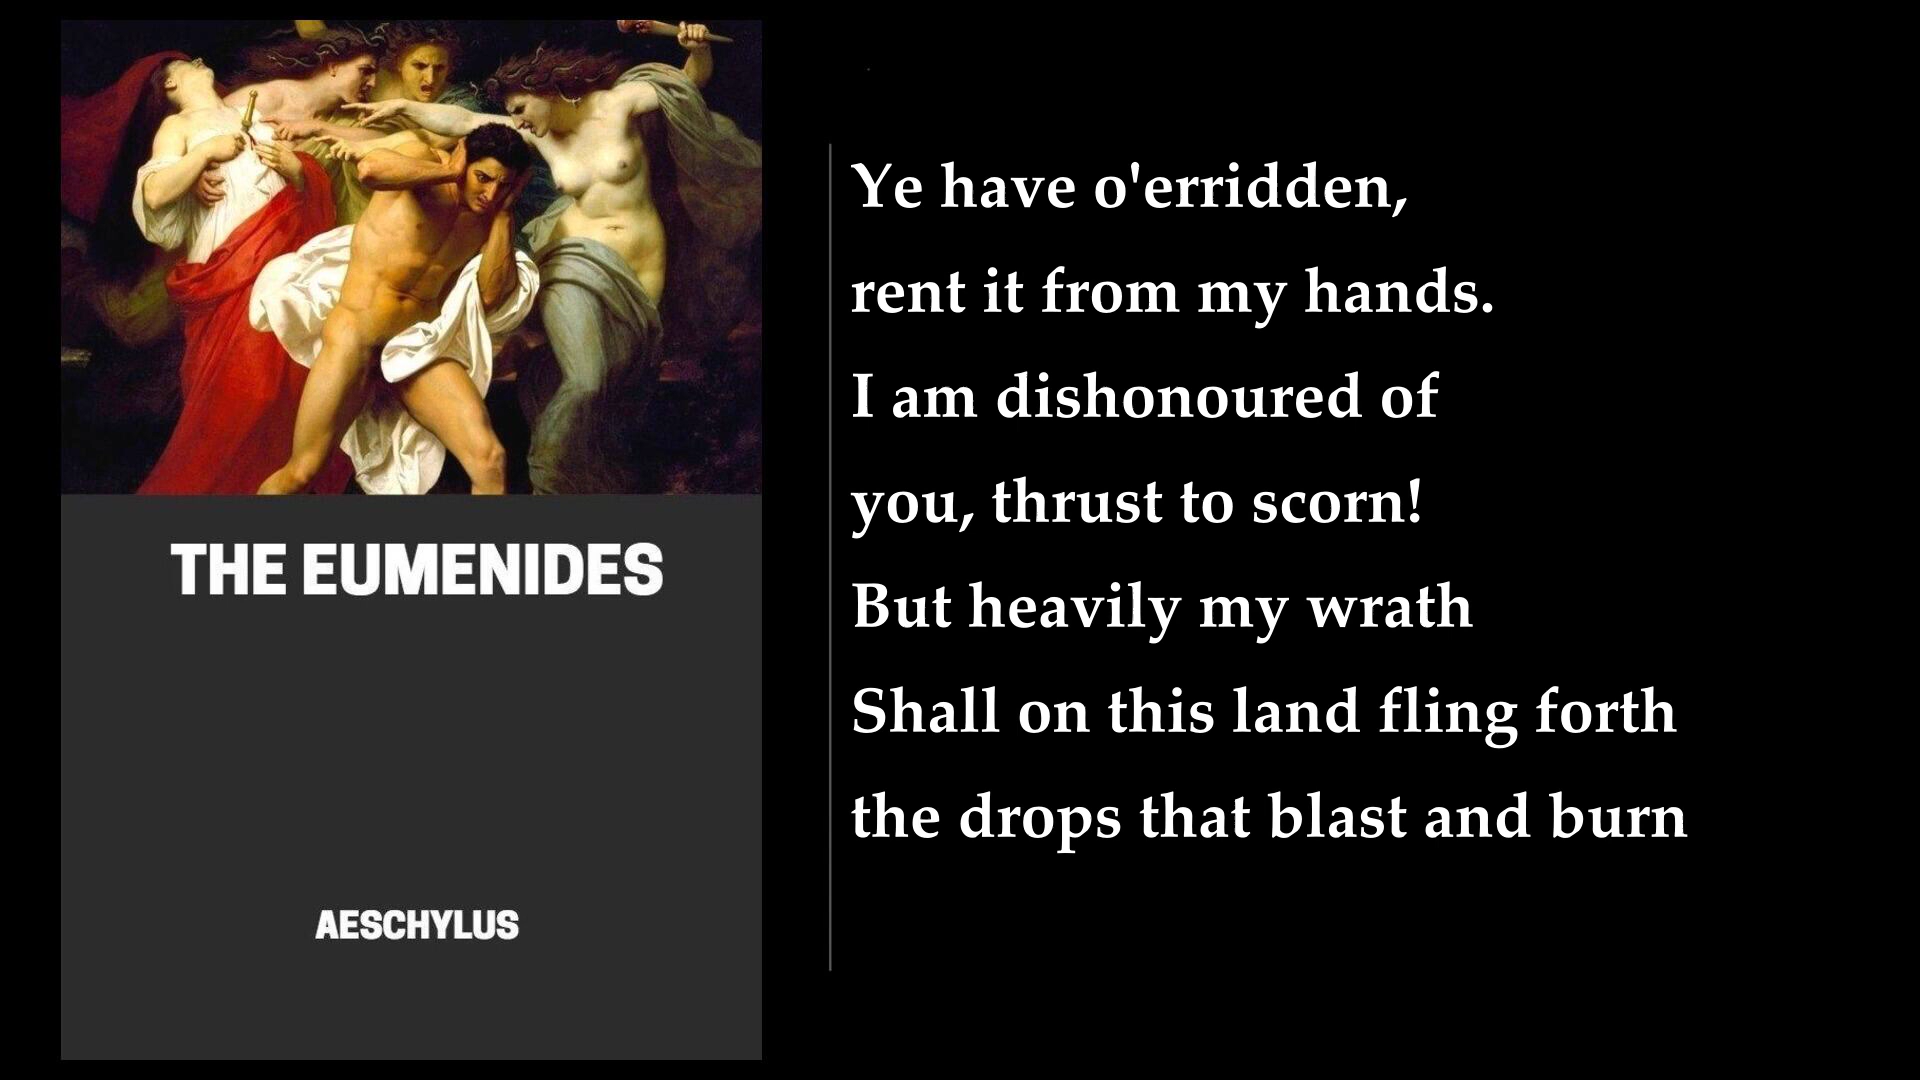 THE EUMENIDES
AESCHYLUS
Ye have o'erridden,
rent it from my hands.
I am dishonoured of
you, thrust to scorn!
But heavily my wrath
Shall on this land fling forth
the drops that blast and burn